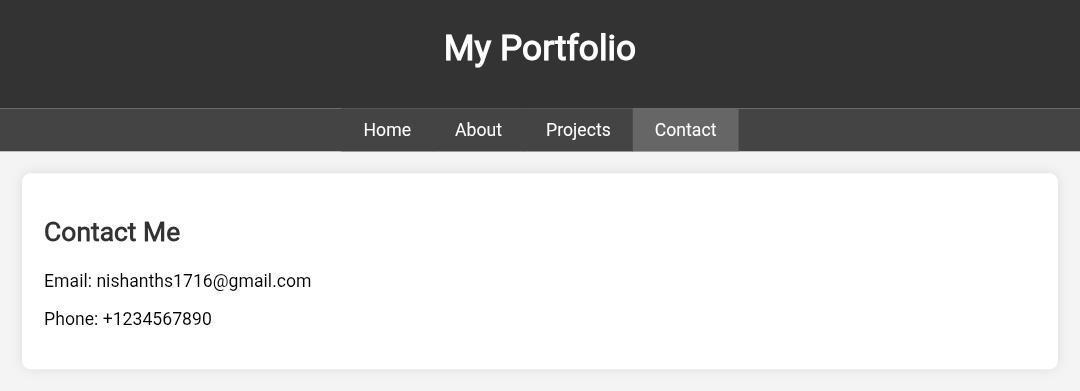 My Portfolio
Home About Projects Contact
Contact Me
Email: nishanths1716@gmail.com
Phone: +1234567890